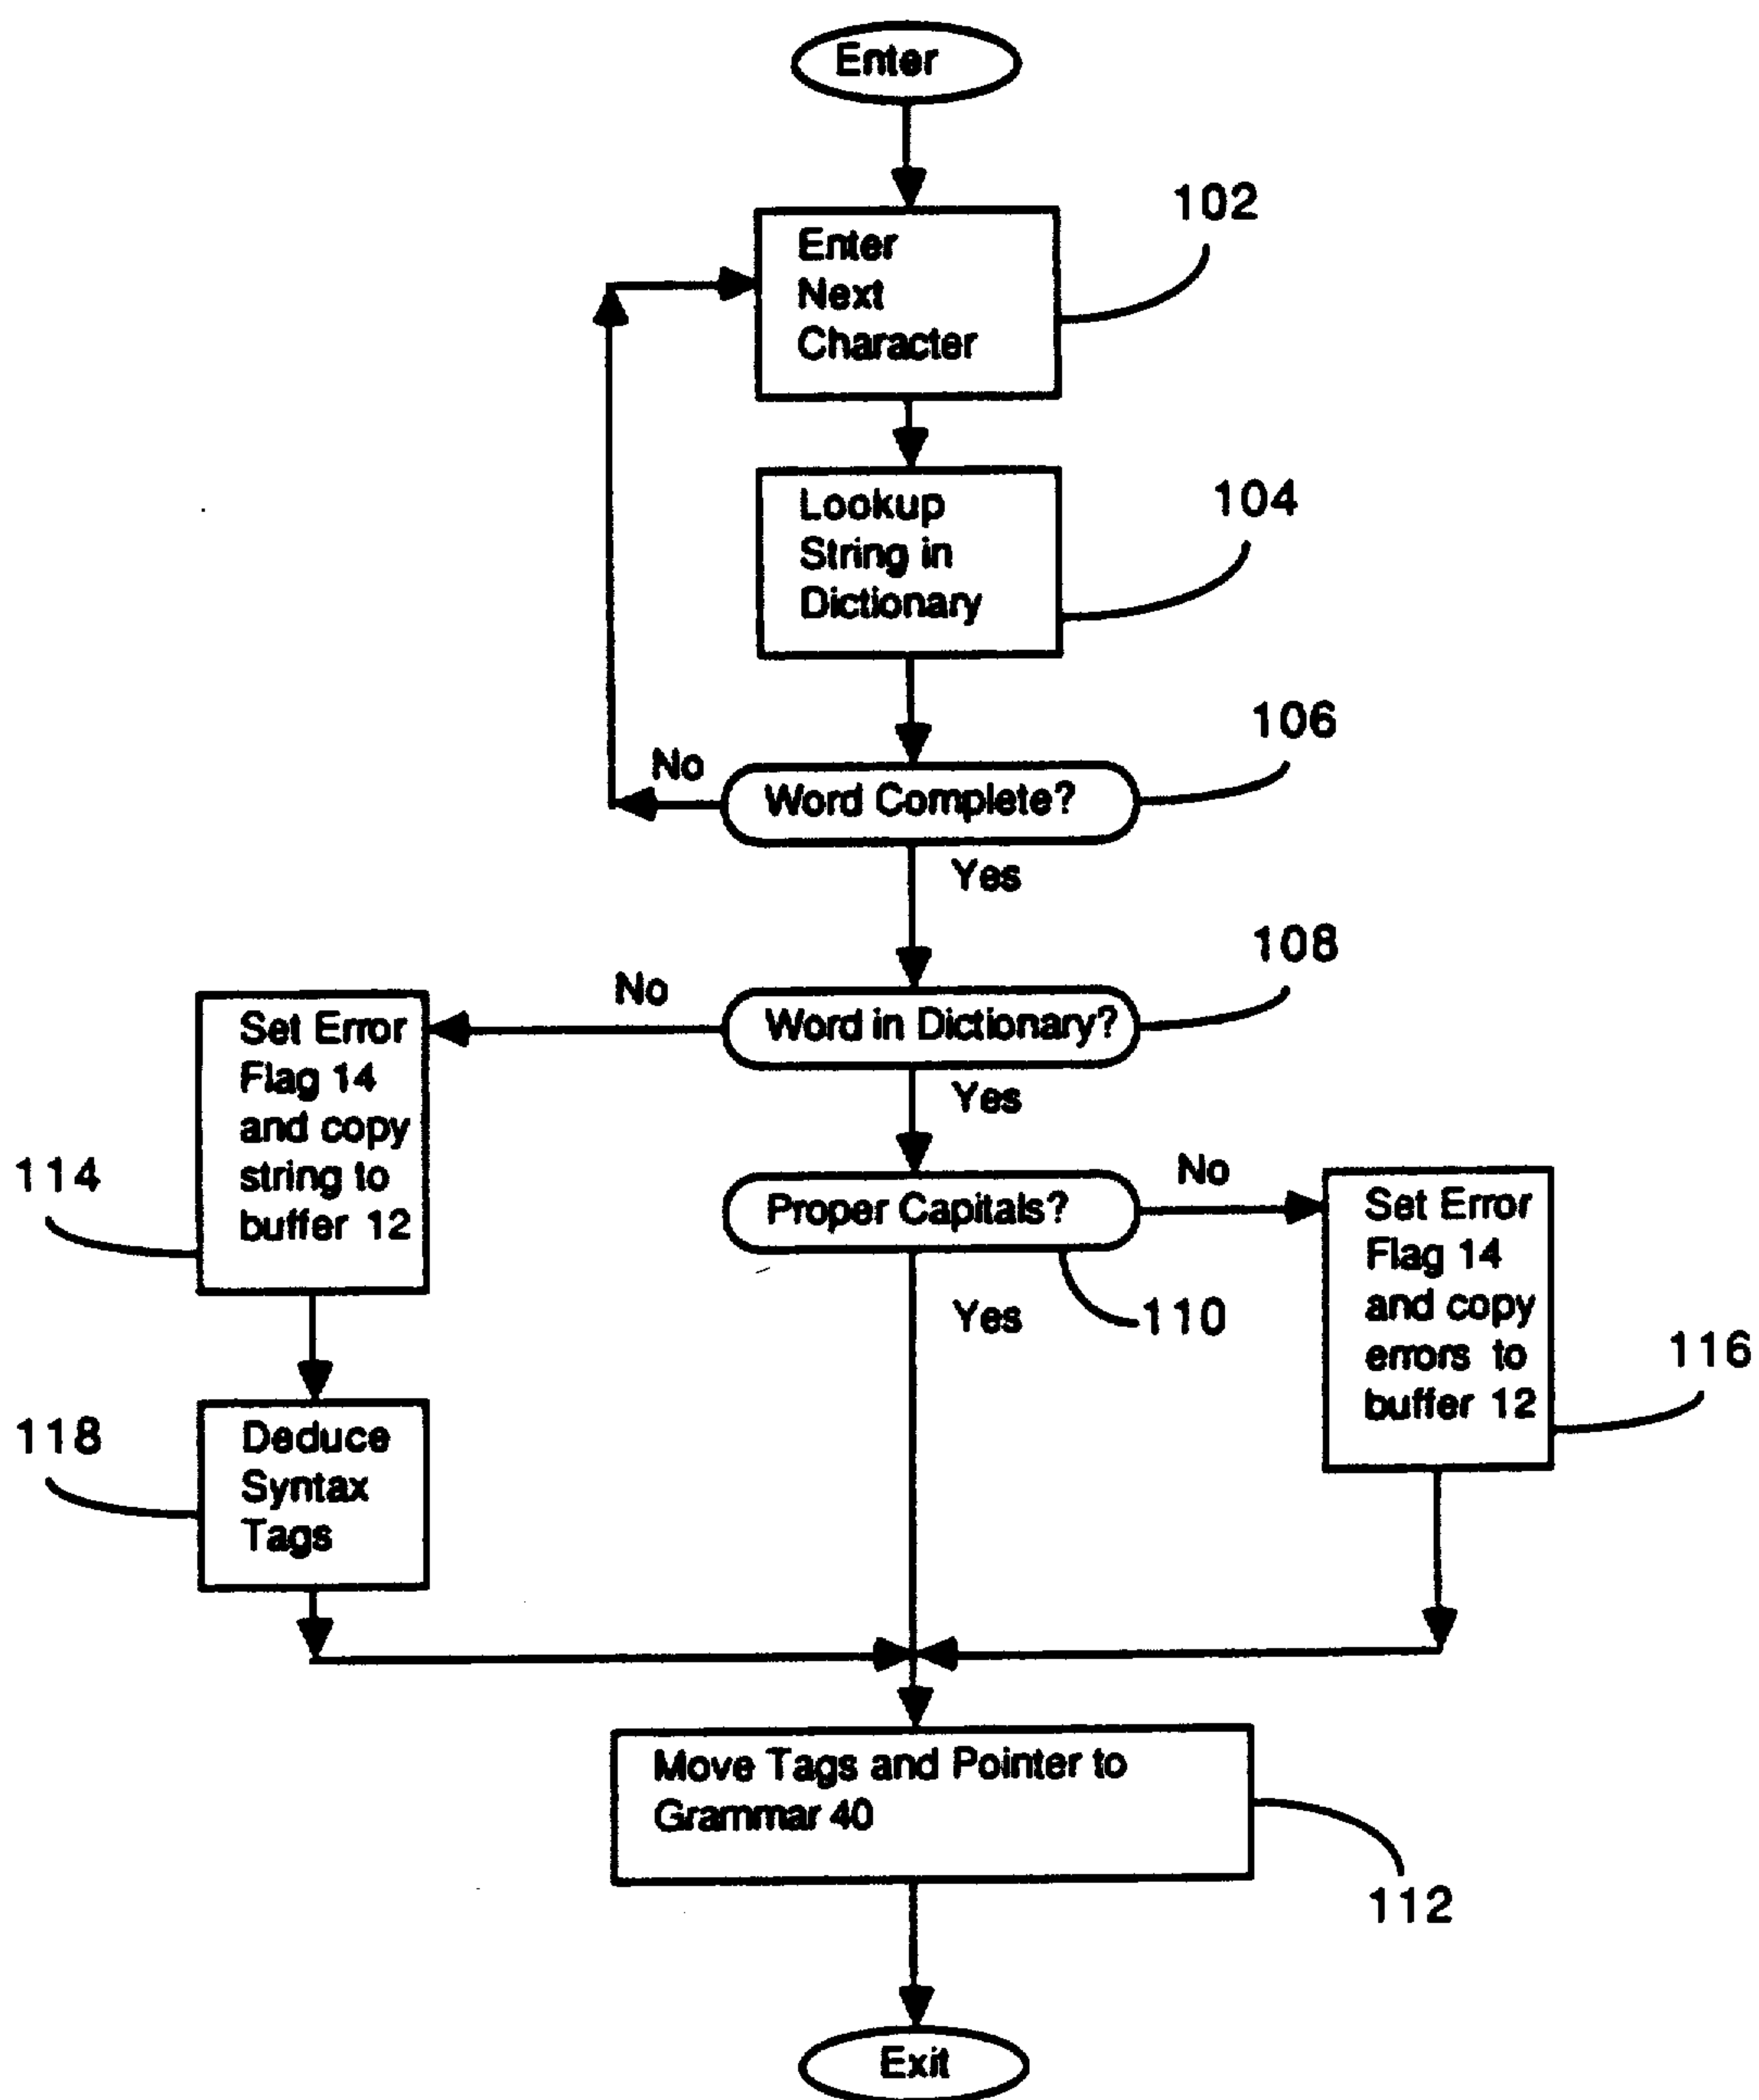 Enter
102
Enter
Next
Character
104
Lookup
String in
Dictionary
106
No
Word Complete?
Yes
108
No
Word in Dictionary?
Set Error
Flag 14
and copy
string to
buffer 12
114
Yes
Proper Capitals?
No
110
Yes
Set Error
Flag 14
and copy
errors to
buffer 12
116
118
Deduce
Syntax
Tags
Move Tags and Pointer to
Grammar 40
112
Exit